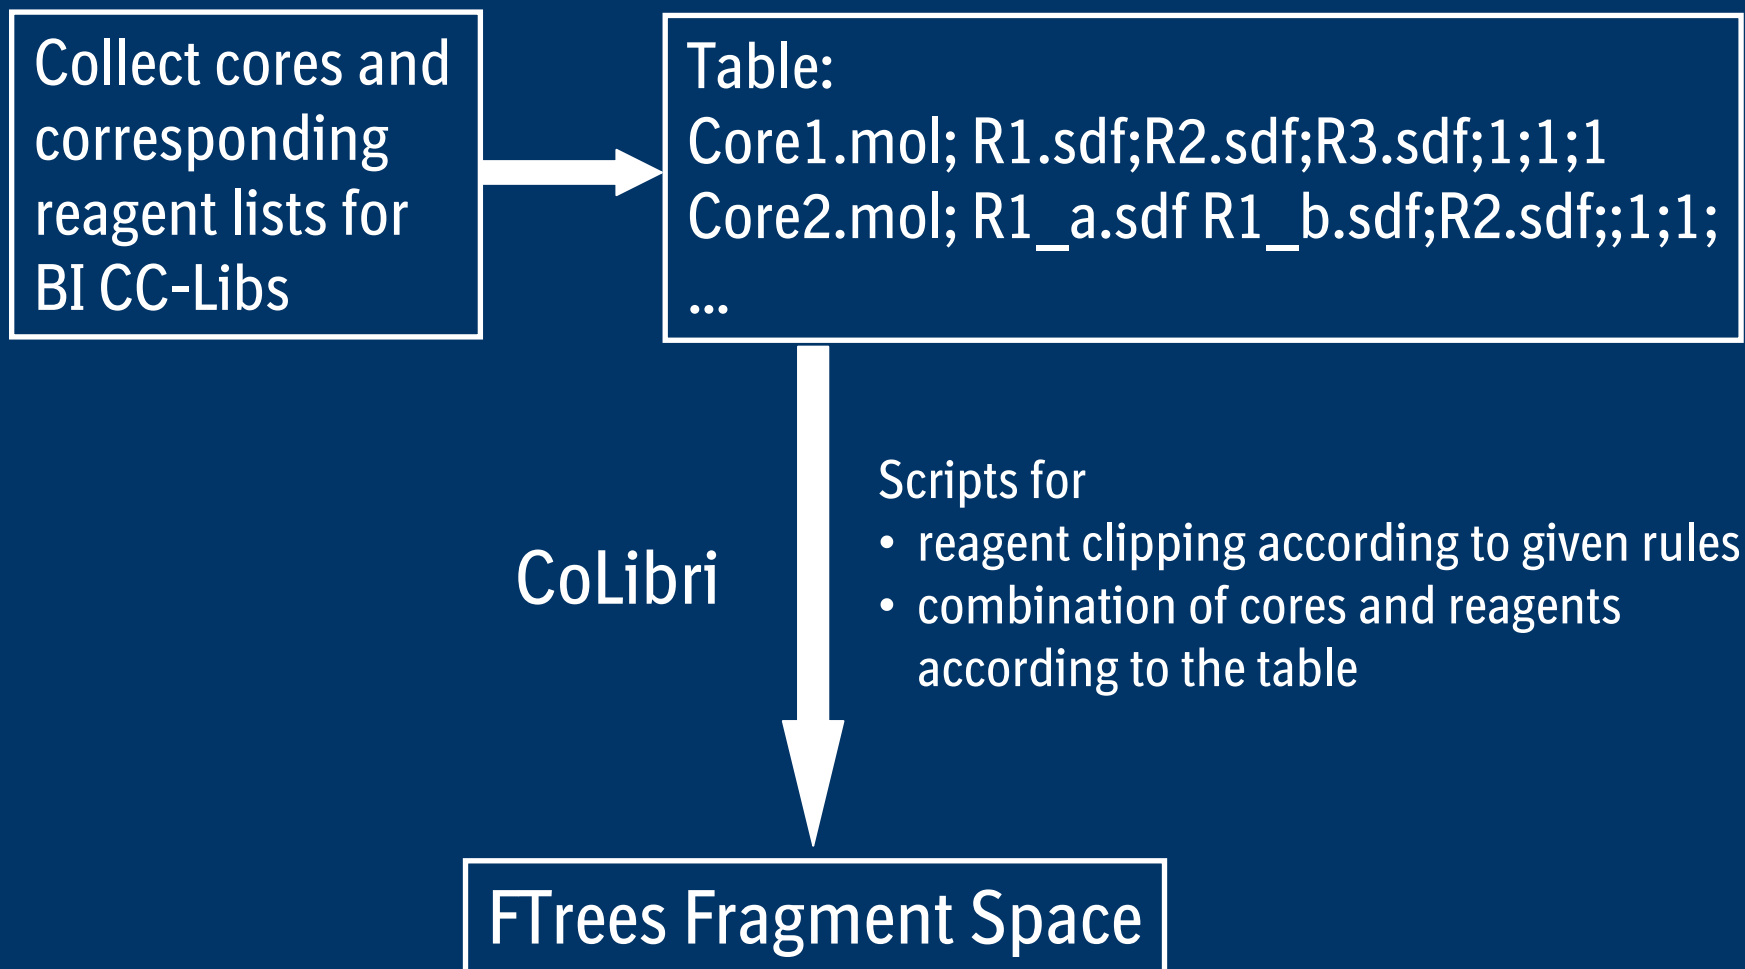 Collect cores and
corresponding
reagent lists for
BI CC-Libs
Table:
Core1.mol; R1.sdf;R2.sdf;R3.sdf;1;1;1
Core2.mol; R1_a.sdf R1_b.sdf;R2.sdf;;1;1;
...
CoLibri
Scripts for
• reagent clipping according to given rules
• combination of cores and reagents
according to the table
FTrees Fragment Space